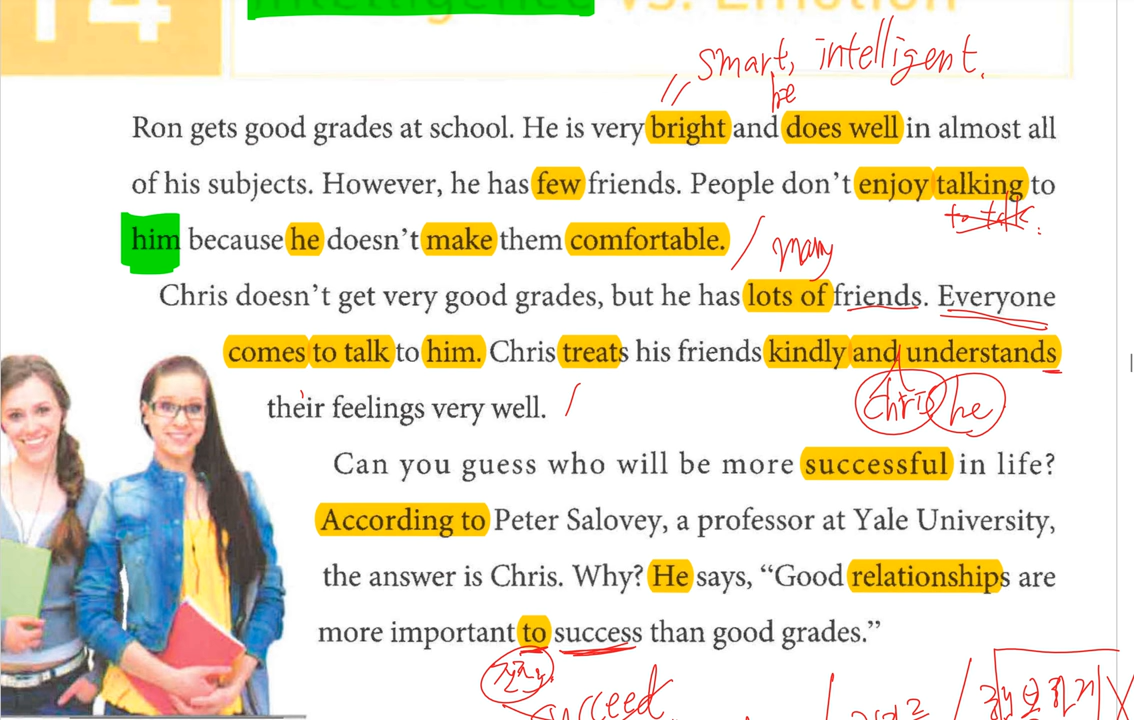 14
Intelligence vs. Emotion
smart, intelligent.
he
Ron gets good grades at school. He is very bright and does well in almost all
of his subjects. However, he has few friends. People don't enjoy talking to
to talk.
him because he doesn't make them comfortable.
many
Chris doesn't get very good grades, but he has lots of friends. Everyone
comes to talk to him. Chris treats his friends kindly and understands
Chris he
their feelings very well.
Can you guess who will be more successful in life?
According to Peter Salovey, a professor at Yale University,
the answer is Chris. Why? He says, “Good relationships are
more important to success than good grades.”
succeed